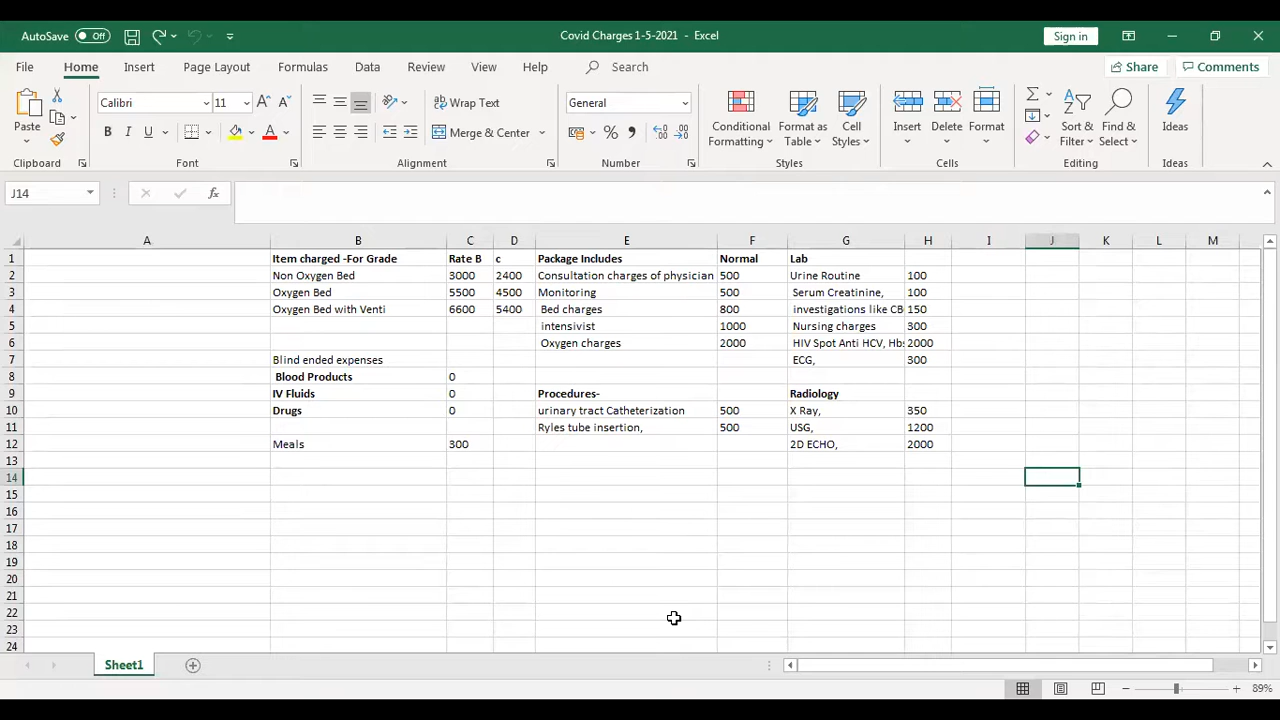 AutoSave Off Covid Charges 1-5-2021 - Excel Sign in
File Home Insert Page Layout Formulas Data Review View Help Search Share Comments
Paste Calibri 11 Wrap Text General Conditional Formatting Format as Table Cell Styles Insert Delete Format Sort & Filter Find & Select Ideas
B I U A Merge & Center % ,
Clipboard Font Alignment Number Styles Cells Editing Ideas
J14 fx
A B C D E F G H I J K L M
1 Item charged -For Grade Rate B c Package Includes Normal Lab
2 Non Oxygen Bed 3000 2400 Consultation charges of physician 500 Urine Routine 100
3 Oxygen Bed 5500 4500 Monitoring 500 Serum Creatinine, 100
4 Oxygen Bed with Venti 6600 5400 Bed charges 800 investigations like CB 150
5 intensivist 1000 Nursing charges 300
6 Oxygen charges 2000 HIV Spot Anti HCV, Hbs 2000
7 Blind ended expenses ECG, 300
8 Blood Products 0
9 IV Fluids 0 Procedures- Radiology
10 Drugs 0 urinary tract Catheterization 500 X Ray, 350
11 Ryles tube insertion, 500 USG, 1200
12 Meals 300 2D ECHO, 2000
13
14
15
16
17
18
19
20
21
22
23
24
Sheet1
89%